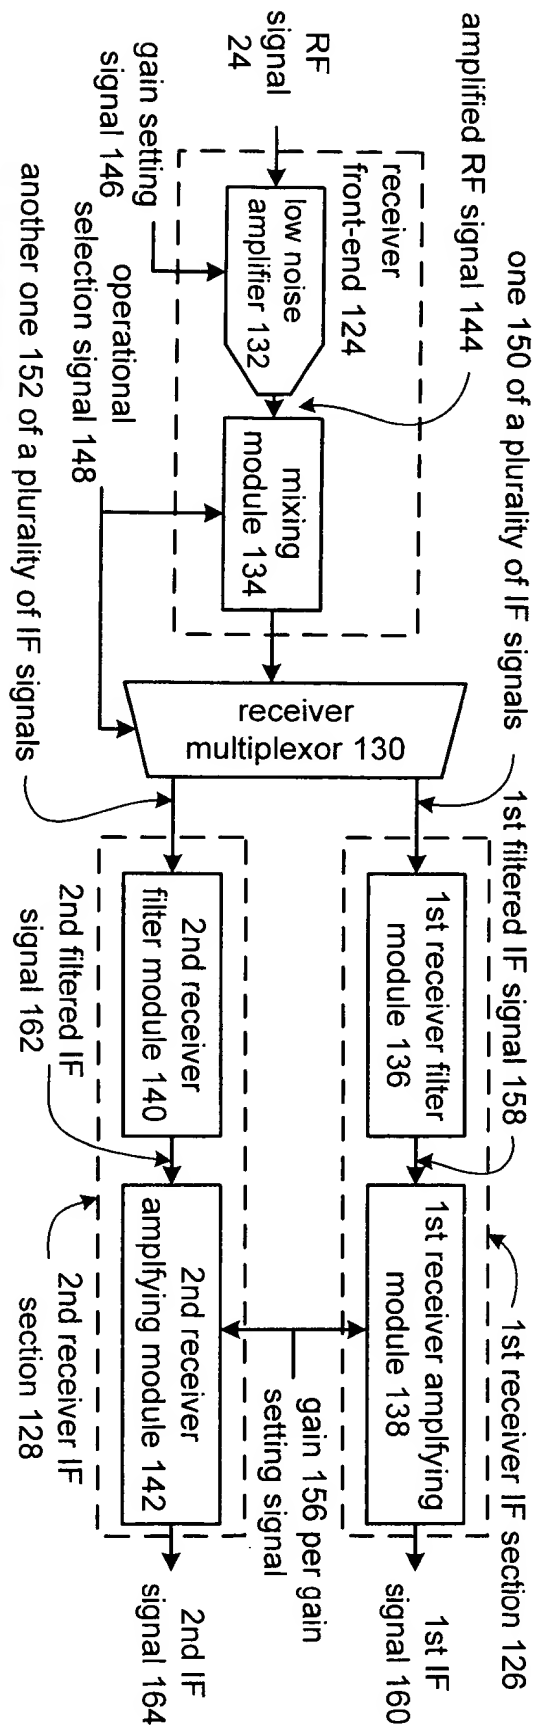 RF
signal
24
gain setting
signal 146
receiver
front-end 124
low noise
amplifier 132
amplified RF signal 144
mixing
module 134
operational
selection signal 148
receiver
multiplexor 130
one 150 of a plurality of IF signals
another one 152 of a plurality of IF signals
1st receiver filter
module 136
1st filtered IF signal 158
1st receiver amplfying
module 138
1st receiver IF section 126
1st IF
signal 160
gain 156 per gain
setting signal
2nd receiver
filter module 140
2nd filtered IF
signal 162
2nd receiver
amplfying module 142
2nd receiver IF
section 128
2nd IF
signal 164